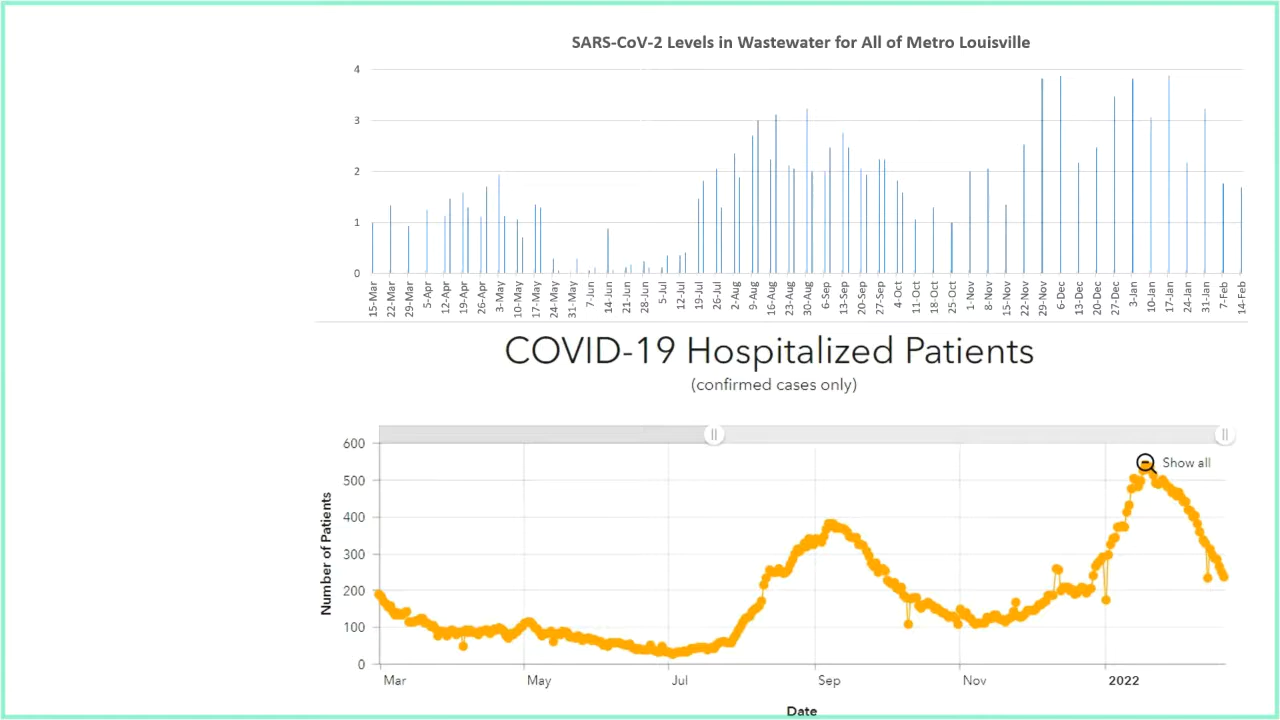 SARS-CoV-2 Levels in Wastewater for All of Metro Louisville
4
3
2
1
0
15-Mar 22-Mar 29-Mar 5-Apr 12-Apr 19-Apr 26-Apr 3-May 10-May 17-May 24-May 31-May 7-Jun 14-Jun 21-Jun 28-Jun 5-Jul 12-Jul 19-Jul 26-Jul 2-Aug 9-Aug 16-Aug 23-Aug 30-Aug 6-Sep 13-Sep 20-Sep 27-Sep 4-Oct 11-Oct 18-Oct 25-Oct 1-Nov 8-Nov 15-Nov 22-Nov 29-Nov 6-Dec 13-Dec 20-Dec 27-Dec 3-Jan 10-Jan 17-Jan 24-Jan 31-Jan 7-Feb 14-Feb
COVID-19 Hospitalized Patients
(confirmed cases only)
Show all
Number of Patients
600
500
400
300
200
100
0
Mar May Jul Sep Nov 2022
Date